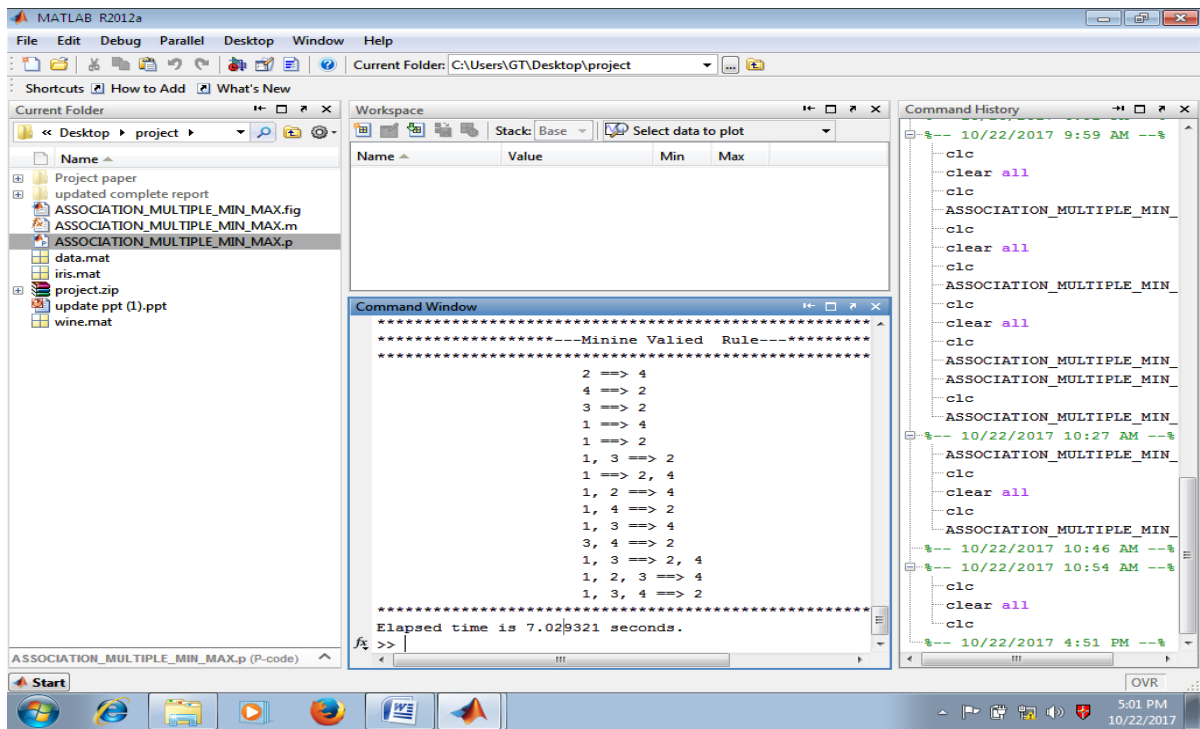 MATLAB R2012a
File Edit Debug Parallel Desktop Window Help
Current Folder: C:\Users\GT\Desktop\project
Shortcuts How to Add What's New
Current Folder
« Desktop ▸ project ▸
Name
Project paper
updated complete report
ASSOCIATION_MULTIPLE_MIN_MAX.fig
ASSOCIATION_MULTIPLE_MIN_MAX.m
ASSOCIATION_MULTIPLE_MIN_MAX.p
data.mat
iris.mat
project.zip
update ppt (1).ppt
wine.mat
ASSOCIATION_MULTIPLE_MIN_MAX.p (P-code)
Workspace
Stack: Base Select data to plot
Name Value Min Max
Command Window
*****************************************************
*******************---Minine Valied  Rule---*********
*****************************************************
2 ==> 4
4 ==> 2
3 ==> 2
1 ==> 4
1 ==> 2
1, 3 ==> 2
1 ==> 2, 4
1, 2 ==> 4
1, 4 ==> 2
1, 3 ==> 4
3, 4 ==> 2
1, 3 ==> 2, 4
1, 2, 3 ==> 4
1, 3, 4 ==> 2
*****************************************************
Elapsed time is 7.029321 seconds.
fx >>
Command History
%-- 10/22/2017 9:59 AM --%
clc
clear all
clc
ASSOCIATION_MULTIPLE_MIN_
clc
clear all
clc
ASSOCIATION_MULTIPLE_MIN_
clc
clear all
clc
ASSOCIATION_MULTIPLE_MIN_
ASSOCIATION_MULTIPLE_MIN_
clc
ASSOCIATION_MULTIPLE_MIN_
%-- 10/22/2017 10:27 AM --%
ASSOCIATION_MULTIPLE_MIN_
clc
clear all
clc
ASSOCIATION_MULTIPLE_MIN_
%-- 10/22/2017 10:46 AM --%
%-- 10/22/2017 10:54 AM --%
clc
clear all
clc
%-- 10/22/2017 4:51 PM --%
Start
OVR
5:01 PM
10/22/2017